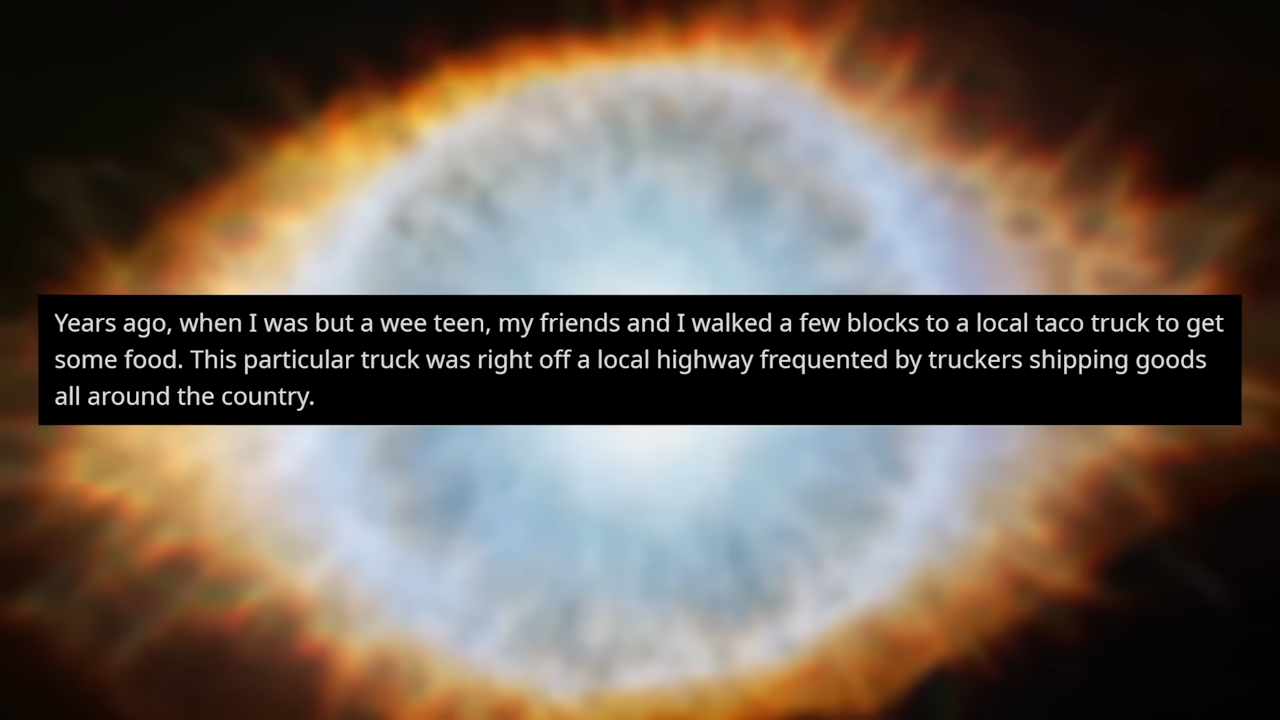 Years ago, when I was but a wee teen, my friends and I walked a few blocks to a local taco truck to get
some food. This particular truck was right off a local highway frequented by truckers shipping goods
all around the country.